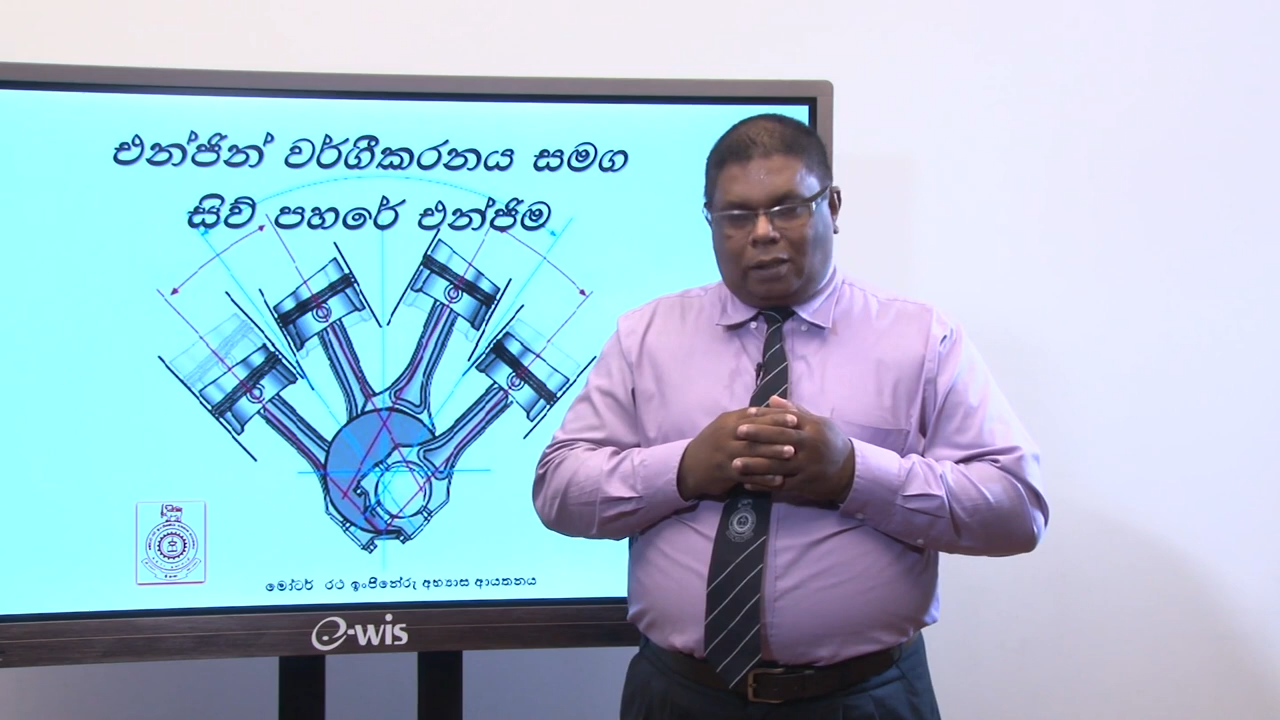 එන්ජින් වර්ගීකරනය සමග
සිව් පහරේ එන්ජිම
මෝටර් රථ ඉංජිනේරු අභ්‍යාස ආයතනය
e-wis